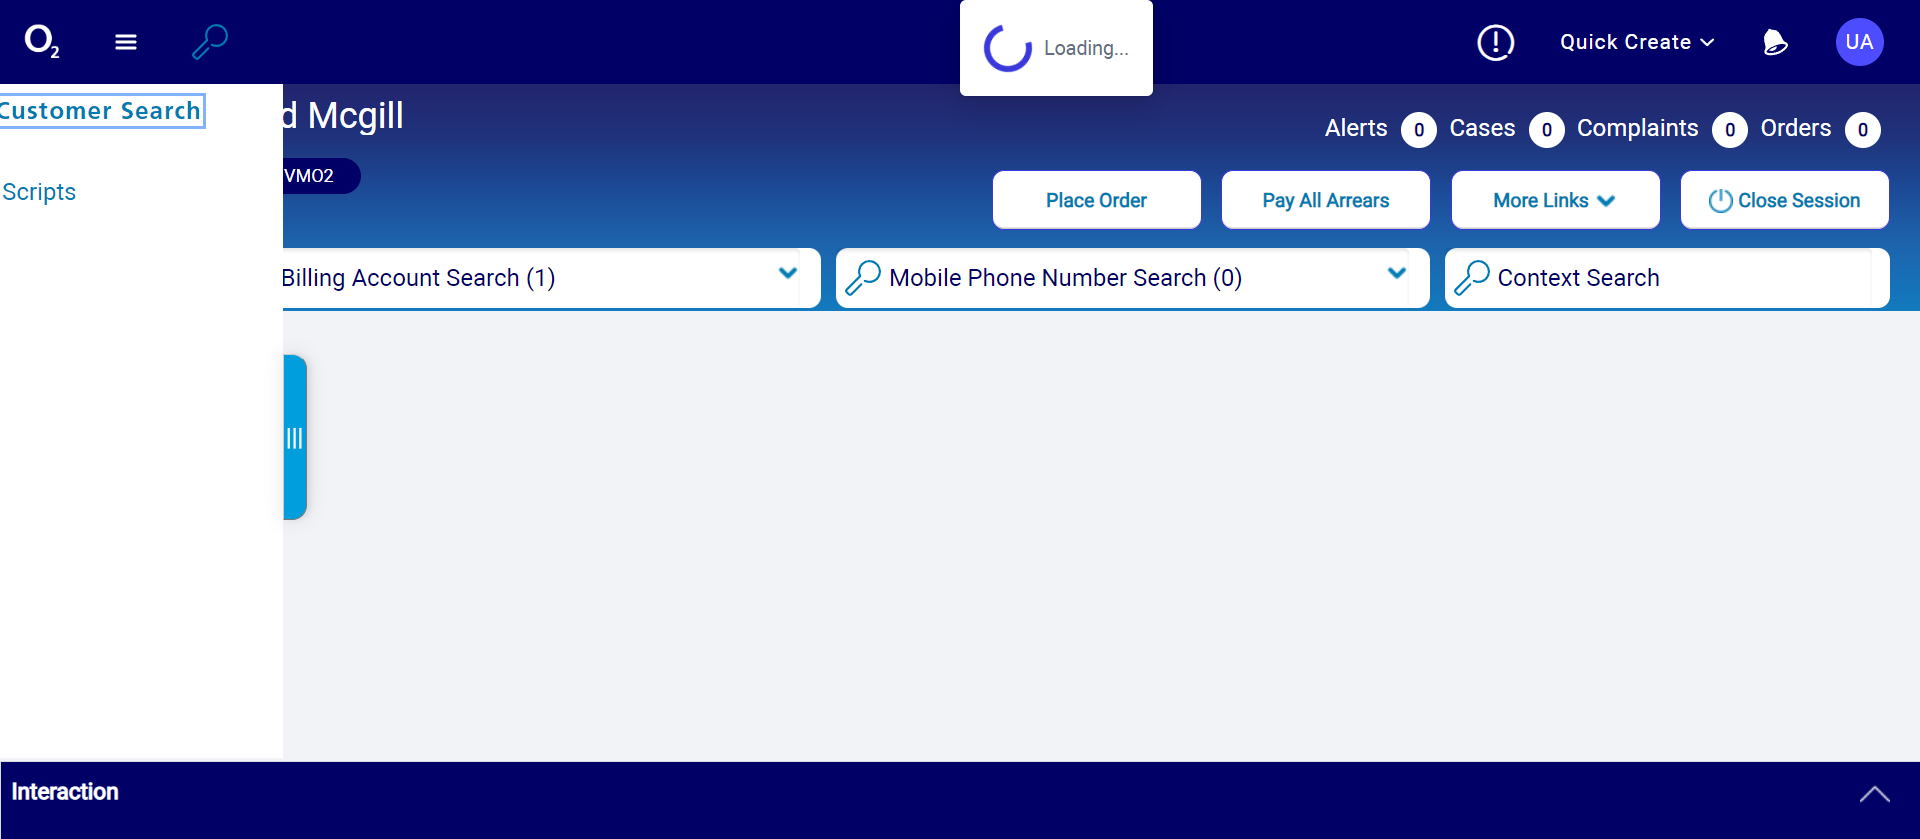 O2
Loading...
Quick Create
UA
Customer Search
d Mcgill
Alerts 0 Cases 0 Complaints 0 Orders 0
Scripts
VMO2
Place Order
Pay All Arrears
More Links
Close Session
Billing Account Search (1)
Mobile Phone Number Search (0)
Context Search
Interaction